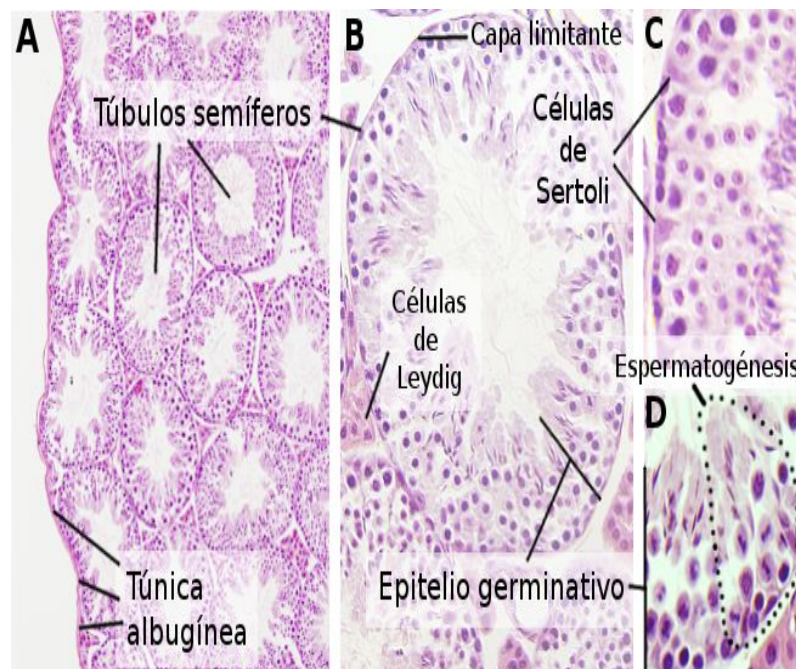 A
Túbulos semíferos
Túnica
albugínea
B
Capa limitante
Células
de
Leydig
Epitelio germinativo
C
Células
de
Sertoli
Espermatogénesis
D